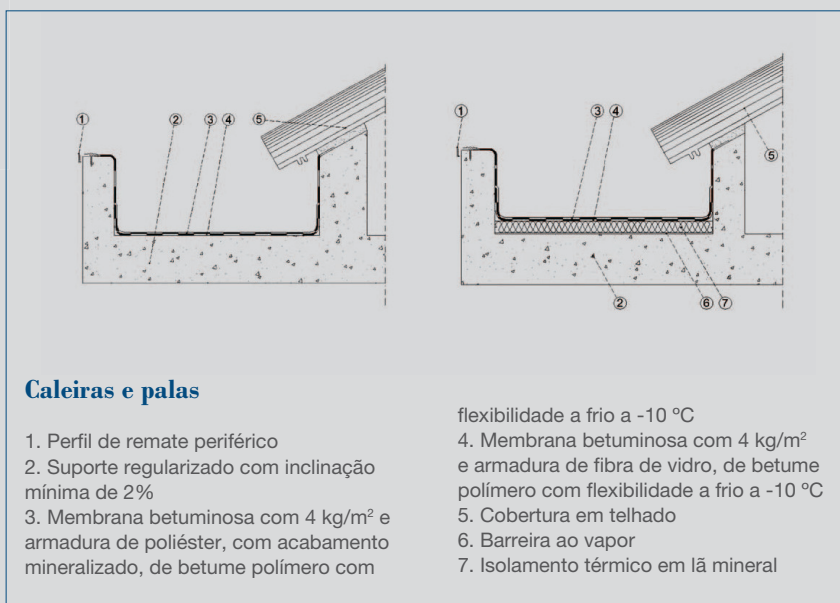 ① ② ③ ④ ⑤
① ③ ④ ⑤
② ⑥ ⑦
Caleiras e palas
1. Perfil de remate periférico
2. Suporte regularizado com inclinação
mínima de 2%
3. Membrana betuminosa com 4 kg/m² e
armadura de poliéster, com acabamento
mineralizado, de betume polímero com
flexibilidade a frio a -10 ºC
4. Membrana betuminosa com 4 kg/m²
e armadura de fibra de vidro, de betume
polímero com flexibilidade a frio a -10 ºC
5. Cobertura em telhado
6. Barreira ao vapor
7. Isolamento térmico em lã mineral